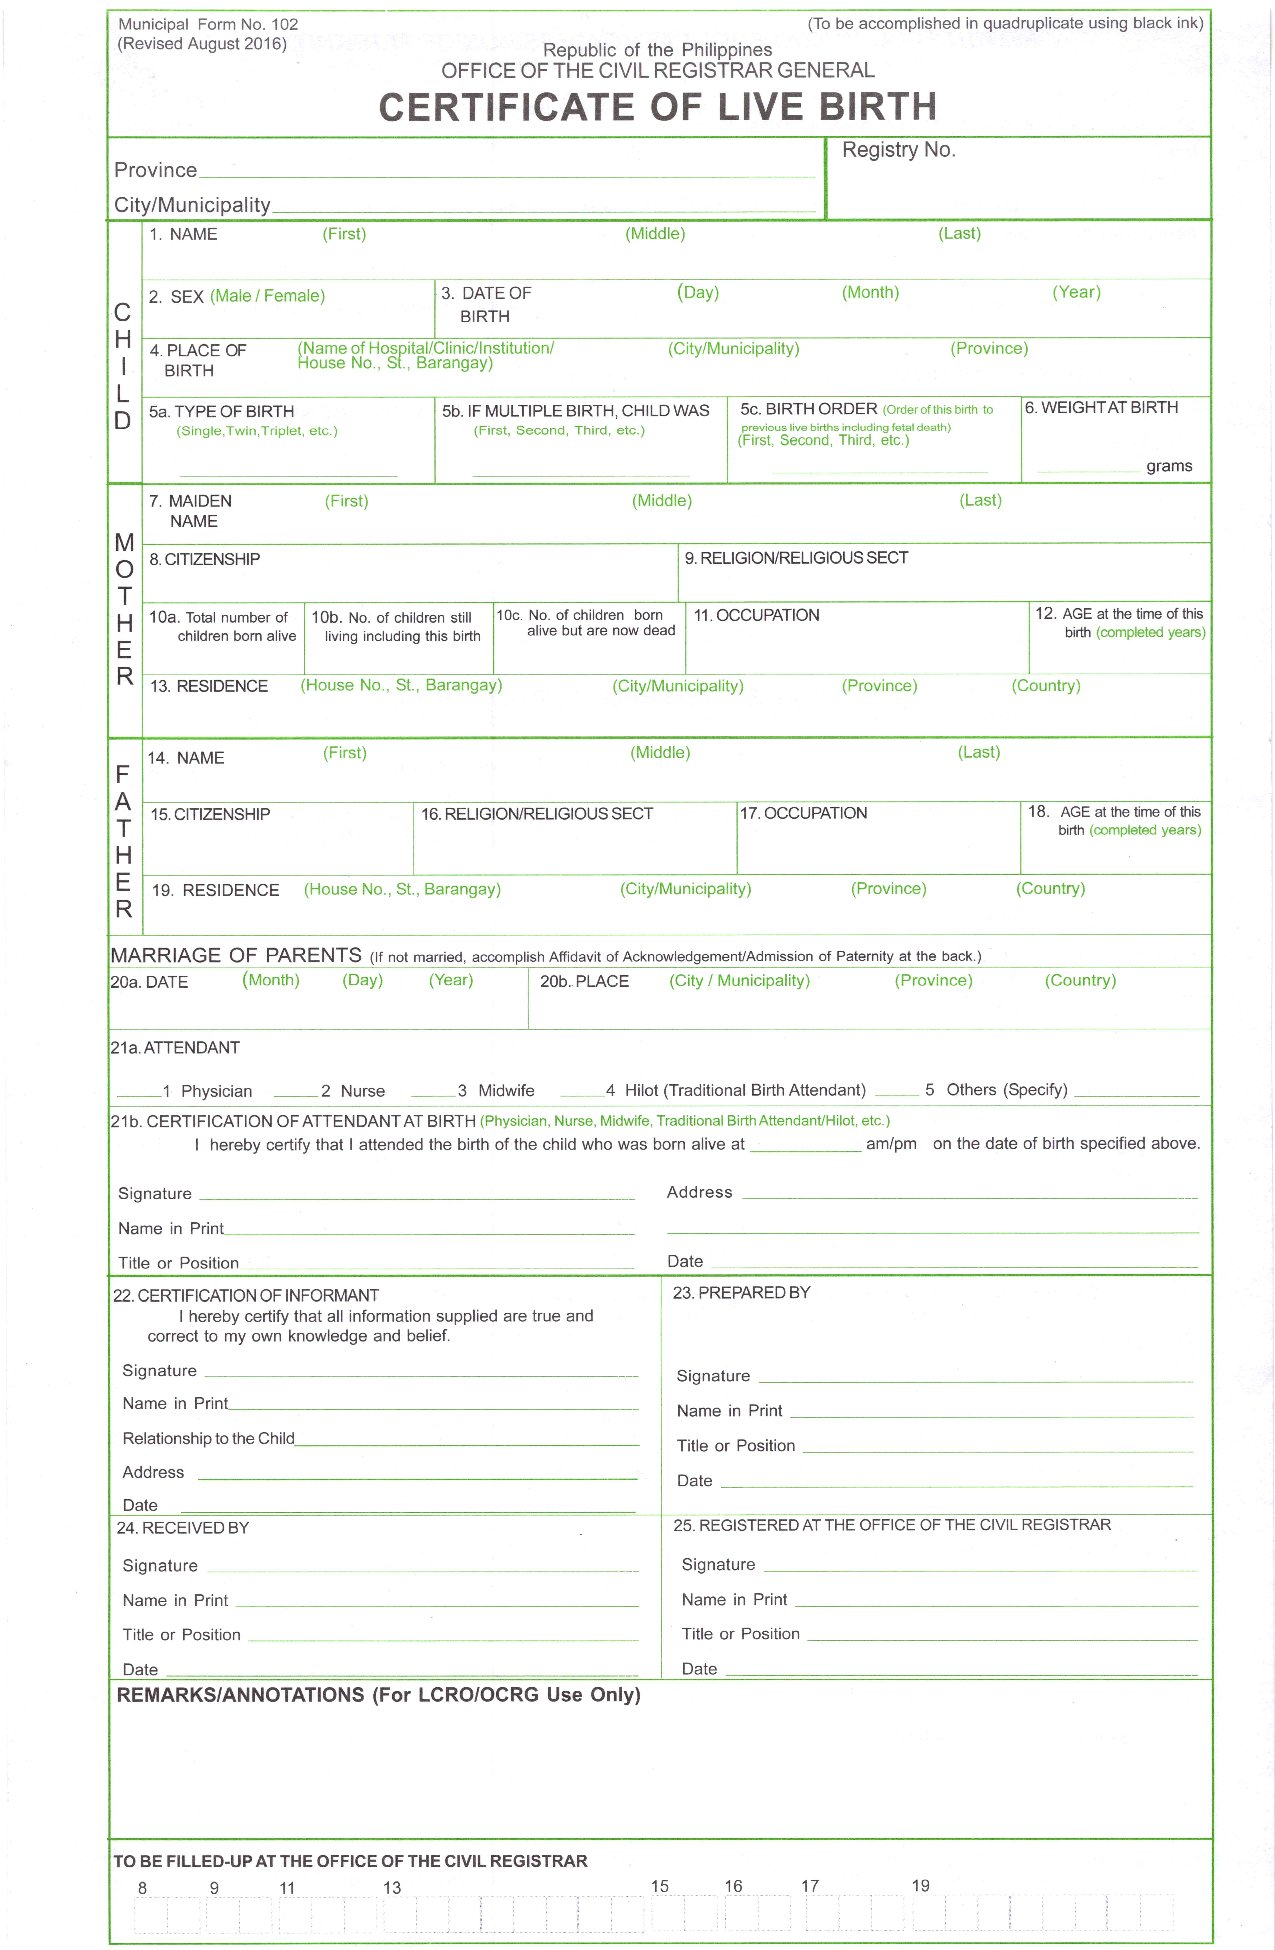 Municipal Form No. 102
(Revised August 2016)
(To be accomplished in quadruplicate using black ink)
Republic of the Philippines
OFFICE OF THE CIVIL REGISTRAR GENERAL
CERTIFICATE OF LIVE BIRTH
Province
City/Municipality
Registry No.
CHILD
1. NAME (First) (Middle) (Last)
2. SEX (Male / Female)
3. DATE OF BIRTH (Day) (Month) (Year)
4. PLACE OF BIRTH (Name of Hospital/Clinic/Institution/
House No., St., Barangay) (City/Municipality) (Province)
5a. TYPE OF BIRTH
(Single,Twin,Triplet, etc.)
5b. IF MULTIPLE BIRTH, CHILD WAS
(First, Second, Third, etc.)
5c. BIRTH ORDER (Order of this birth to
previous live births including fetal death)
(First, Second, Third, etc.)
6. WEIGHT AT BIRTH
grams
MOTHER
7. MAIDEN NAME (First) (Middle) (Last)
8. CITIZENSHIP
9. RELIGION/RELIGIOUS SECT
10a. Total number of
children born alive
10b. No. of children still
living including this birth
10c. No. of children born
alive but are now dead
11. OCCUPATION
12. AGE at the time of this
birth (completed years)
13. RESIDENCE (House No., St., Barangay) (City/Municipality) (Province) (Country)
FATHER
14. NAME (First) (Middle) (Last)
15. CITIZENSHIP
16. RELIGION/RELIGIOUS SECT
17. OCCUPATION
18. AGE at the time of this
birth (completed years)
19. RESIDENCE (House No., St., Barangay) (City/Municipality) (Province) (Country)
MARRIAGE OF PARENTS (If not married, accomplish Affidavit of Acknowledgement/Admission of Paternity at the back.)
20a. DATE (Month) (Day) (Year)
20b. PLACE (City / Municipality) (Province) (Country)
21a. ATTENDANT
1 Physician 2 Nurse 3 Midwife 4 Hilot (Traditional Birth Attendant) 5 Others (Specify)
21b. CERTIFICATION OF ATTENDANT AT BIRTH (Physician, Nurse, Midwife, Traditional Birth Attendant/Hilot, etc.)
I hereby certify that I attended the birth of the child who was born alive at am/pm on the date of birth specified above.
Signature
Address
Name in Print
Title or Position
Date
22. CERTIFICATION OF INFORMANT
I hereby certify that all information supplied are true and
correct to my own knowledge and belief.
Signature
Name in Print
Relationship to the Child
Address
Date
23. PREPARED BY
Signature
Name in Print
Title or Position
Date
24. RECEIVED BY
Signature
Name in Print
Title or Position
Date
25. REGISTERED AT THE OFFICE OF THE CIVIL REGISTRAR
Signature
Name in Print
Title or Position
Date
REMARKS/ANNOTATIONS (For LCRO/OCRG Use Only)
TO BE FILLED-UP AT THE OFFICE OF THE CIVIL REGISTRAR
8 9 11 13 15 16 17 19